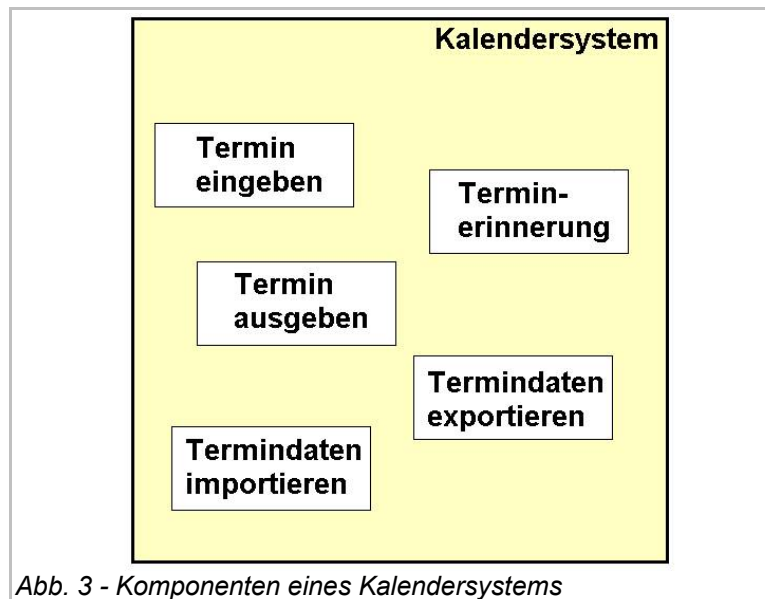 Kalendersystem
Termin
eingeben
Termin-
erinnerung
Termin
ausgeben
Termindaten
exportieren
Termindaten
importieren
Abb. 3 - Komponenten eines Kalendersystems